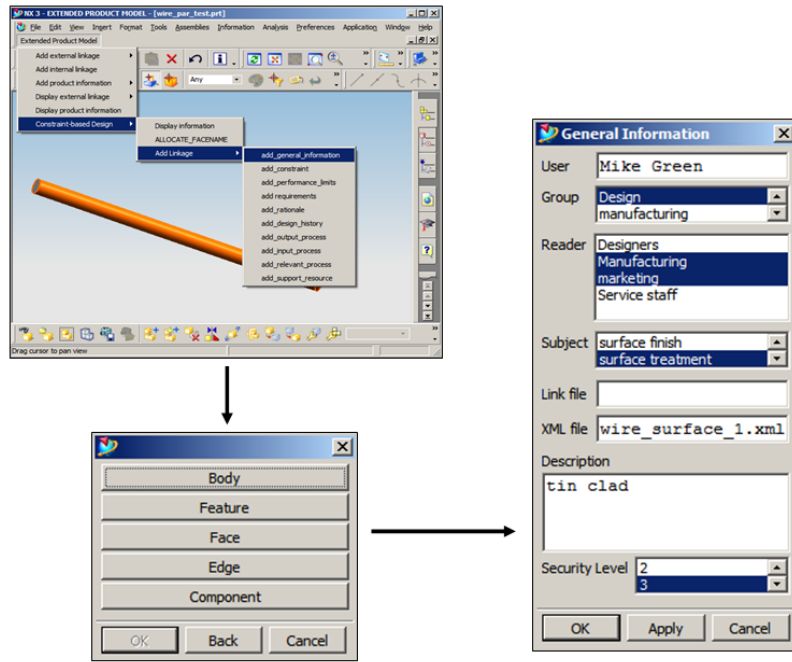 NX 3 - EXTENDED PRODUCT MODEL - [wire_par_test.prt]
File Edit View Insert Format Tools Assemblies Information Analysis Preferences Application Window Help
Extended Product Model
Add external linkage
Add internal linkage
Add product information
Display external linkage
Display product information
Constraint-based Design
Any
Display information
ALLOCATE_FACENAME
Add Linkage
add_general_information
add_constraint
add_performance_limits
add requirements
add_rationale
add_design_history
add_output_process
add_input_process
add_relevant_process
add_support_resource
Drag cursor to pan view
Body
Feature
Face
Edge
Component
OK Back Cancel
General Information
User Mike Green
Group Design
manufacturing
Reader Designers
Manufacturing
marketing
Service staff
Subject surface finish
surface treatment
Link file
XML file wire_surface_1.xml
Description
tin clad
Security Level 2
3
OK Apply Cancel